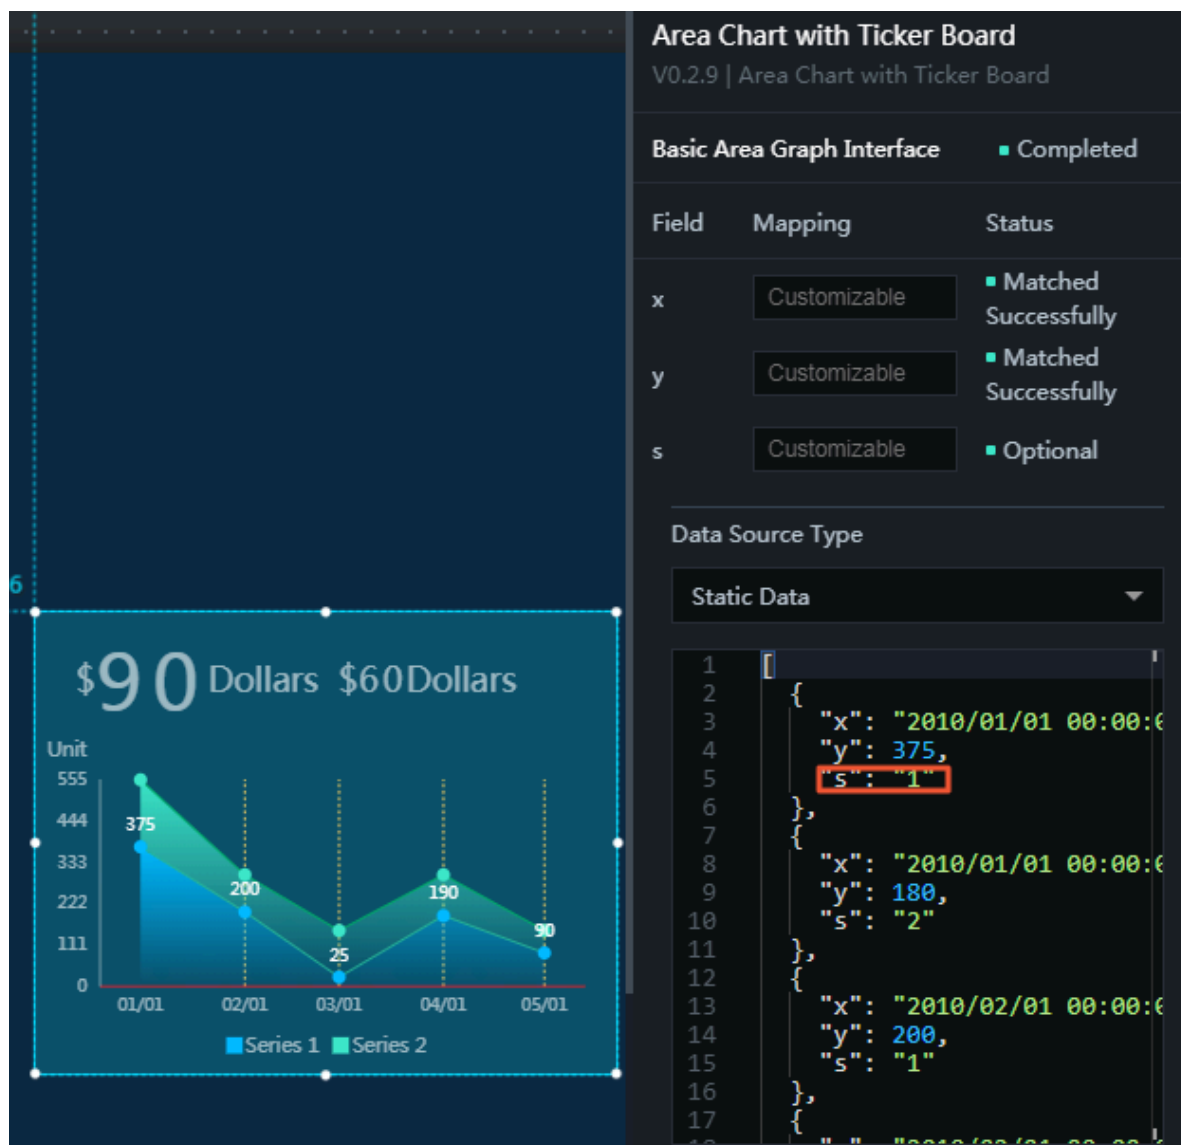 Area Chart with Ticker Board
V0.2.9 | Area Chart with Ticker Board
Basic Area Graph Interface Completed
Field Mapping Status
x Customizable Matched Successfully
y Customizable Matched Successfully
s Customizable Optional
Data Source Type
Static Data
1 [
2 {
3 "x": "2010/01/01 00:00:0
4 "y": 375,
5 "s": "1"
6 },
7 {
8 "x": "2010/01/01 00:00:0
9 "y": 180,
10 "s": "2"
11 },
12 {
13 "x": "2010/02/01 00:00:0
14 "y": 200,
15 "s": "1"
16 },
17 {
6
$90 Dollars $60Dollars
Unit
555
444
333
222
111
0
375
200
25
190
90
01/01 02/01 03/01 04/01 05/01
Series 1 Series 2